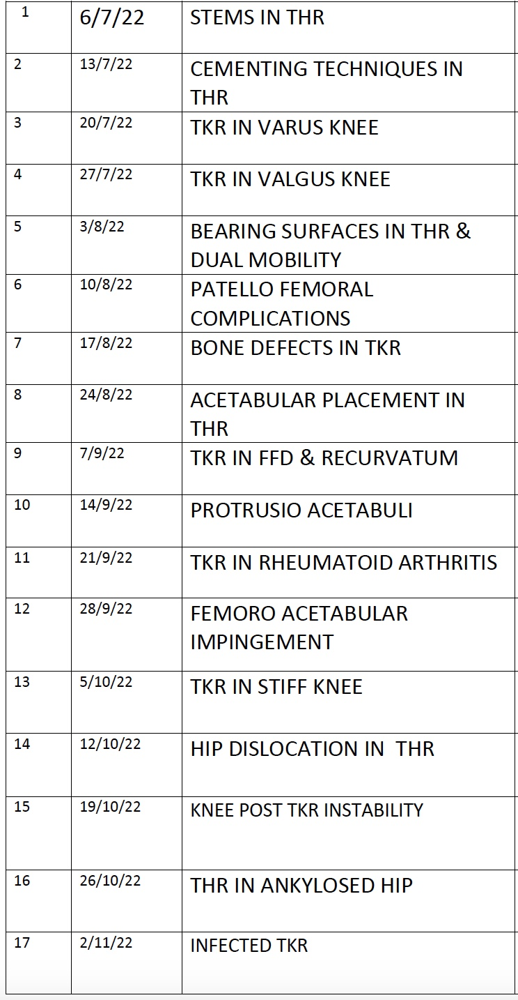 1 6/7/22 STEMS IN THR
2 13/7/22 CEMENTING TECHNIQUES IN
THR
3 20/7/22 TKR IN VARUS KNEE
4 27/7/22 TKR IN VALGUS KNEE
5 3/8/22 BEARING SURFACES IN THR &
DUAL MOBILITY
6 10/8/22 PATELLO FEMORAL
COMPLICATIONS
7 17/8/22 BONE DEFECTS IN TKR
8 24/8/22 ACETABULAR PLACEMENT IN
THR
9 7/9/22 TKR IN FFD & RECURVATUM
10 14/9/22 PROTRUSIO ACETABULI
11 21/9/22 TKR IN RHEUMATOID ARTHRITIS
12 28/9/22 FEMORO ACETABULAR
IMPINGEMENT
13 5/10/22 TKR IN STIFF KNEE
14 12/10/22 HIP DISLOCATION IN  THR
15 19/10/22 KNEE POST TKR INSTABILITY
16 26/10/22 THR IN ANKYLOSED HIP
17 2/11/22 INFECTED TKR